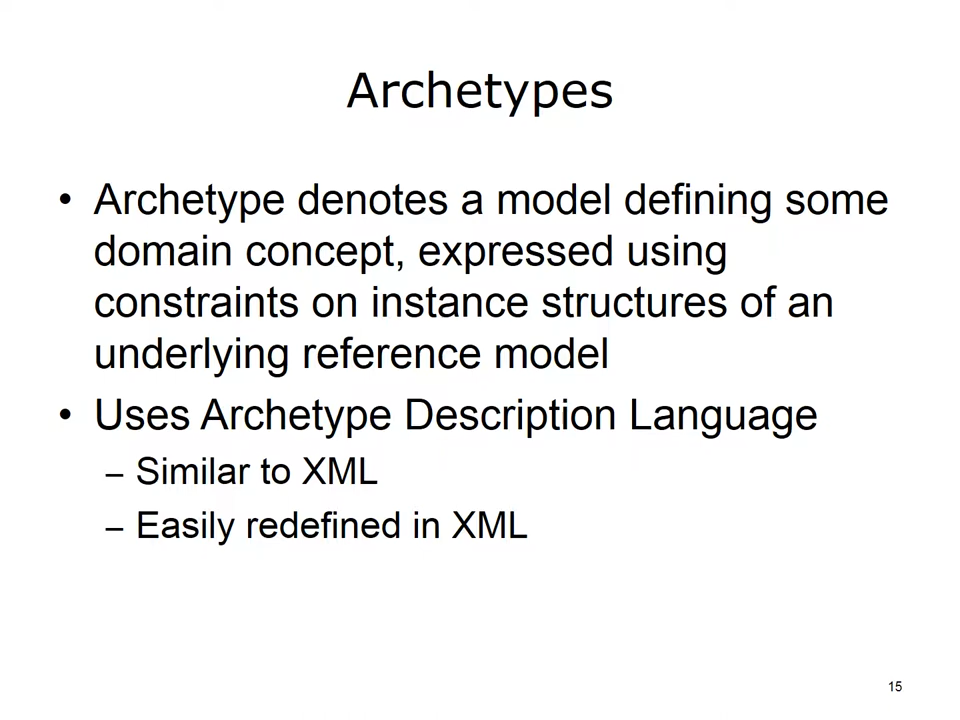 Archetypes
• Archetype denotes a model defining some
domain concept, expressed using
constraints on instance structures of an
underlying reference model
• Uses Archetype Description Language
– Similar to XML
– Easily redefined in XML
15